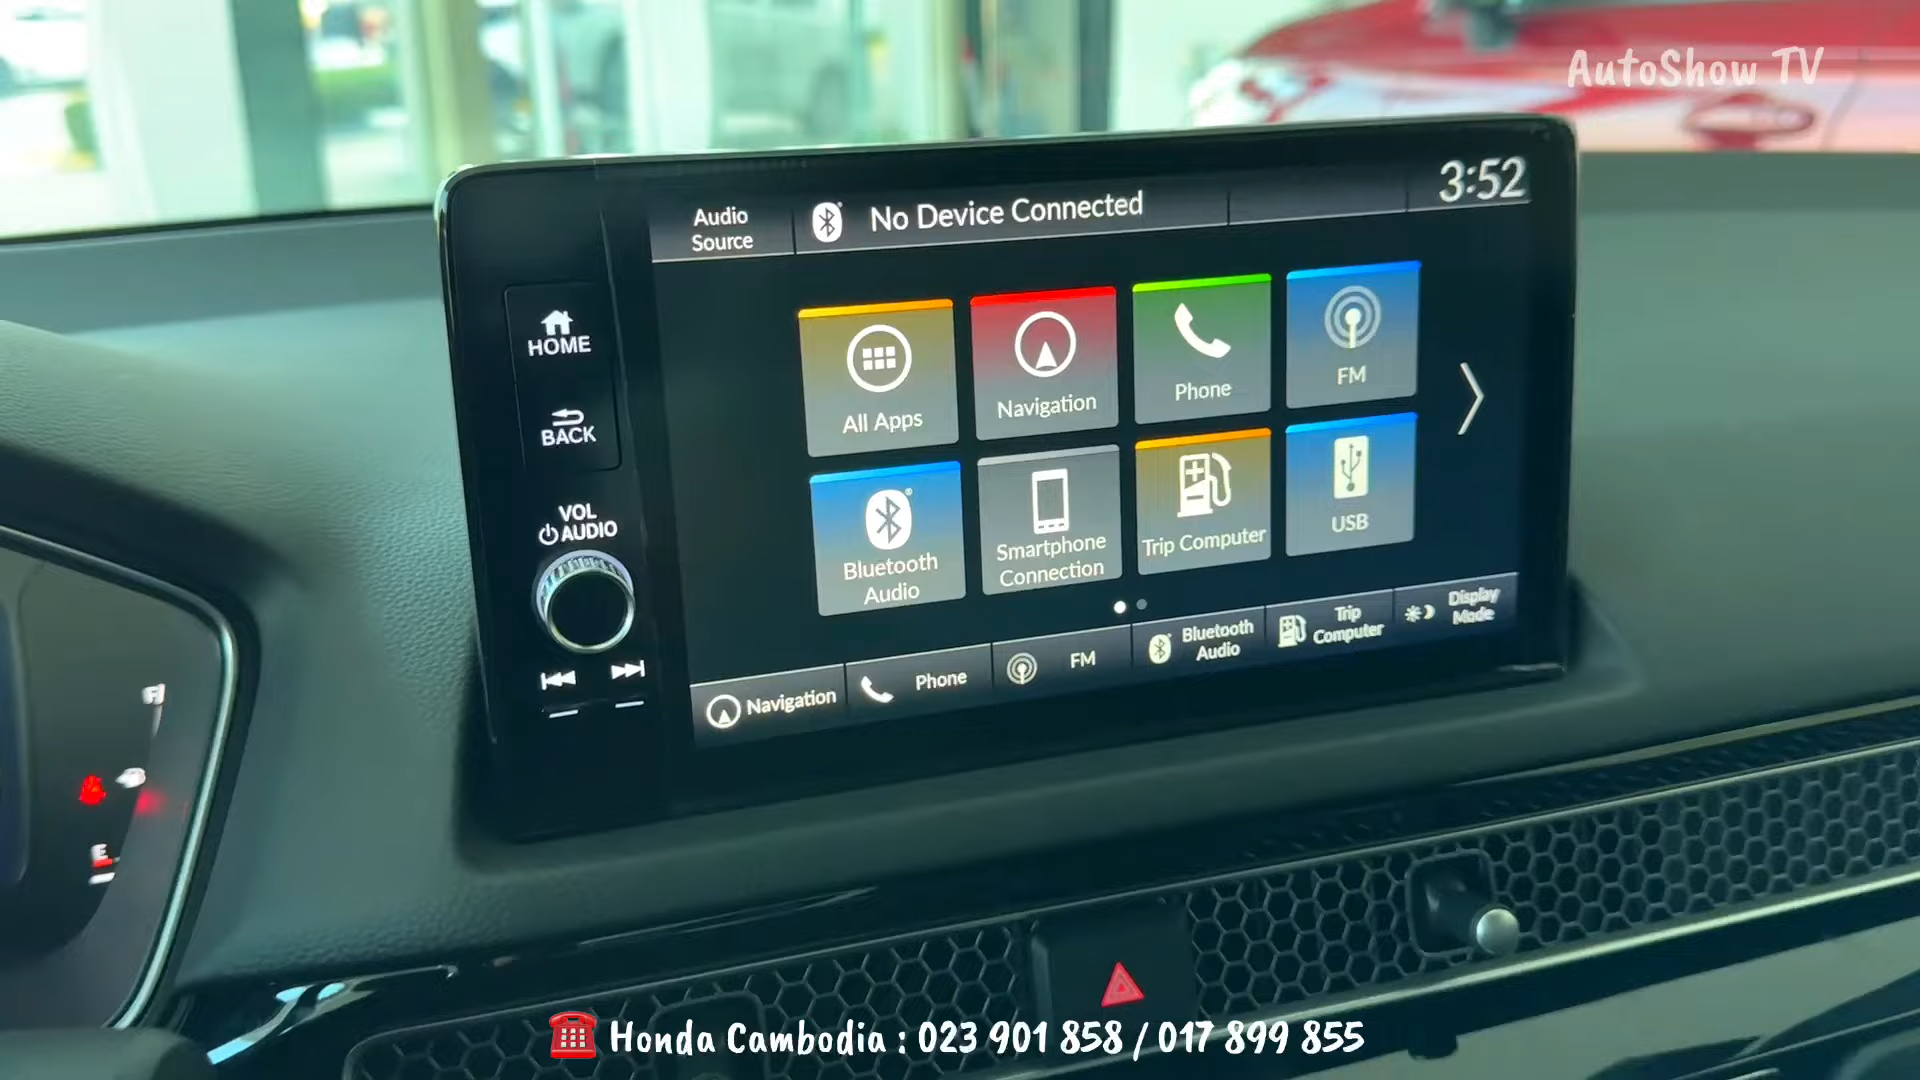 AutoShow TV
Audio
Source
No Device Connected
3:52
HOME
BACK
VOL
AUDIO
All Apps
Navigation
Phone
FM
Bluetooth
Audio
Smartphone
Connection
Trip Computer
USB
Navigation
Phone
FM
Bluetooth
Audio
Trip
Computer
Display
Mode
F
E
Honda Cambodia : 023 901 858 / 017 899 855